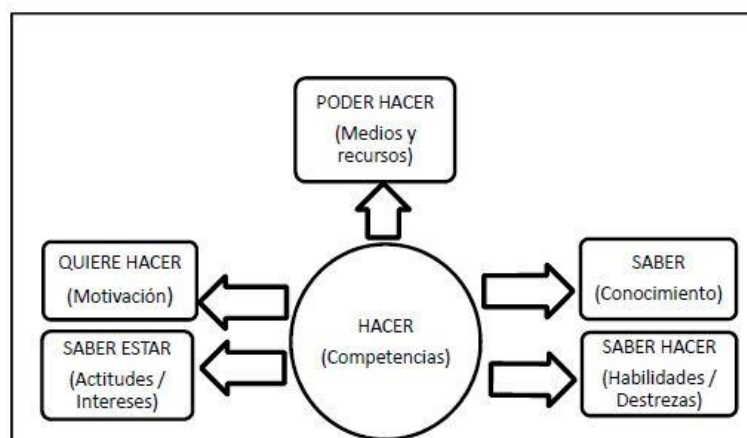 PODER HACER
(Medios y
recursos)
QUIERE HACER
(Motivación)
SABER
(Conocimiento)
HACER
(Competencias)
SABER ESTAR
(Actitudes /
Intereses)
SABER HACER
(Habilidades /
Destrezas)